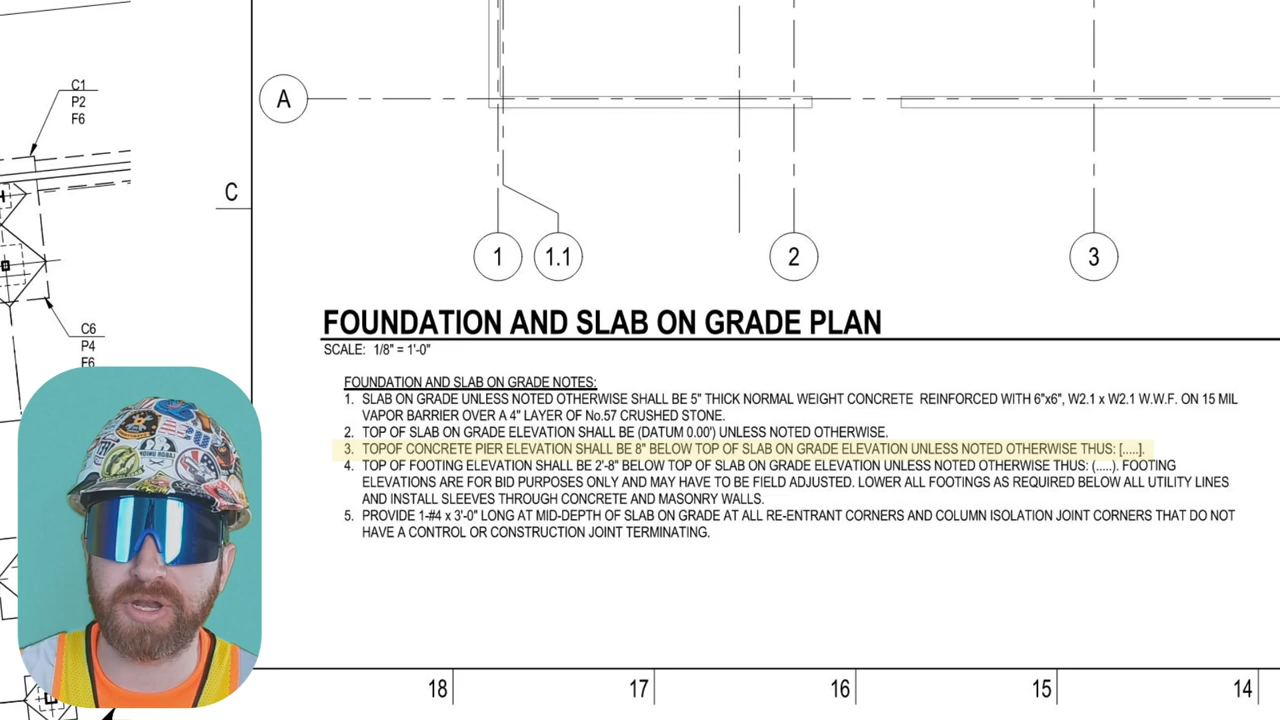 C1
P2
F6
A
C
1
1.1
2
3
C6
P4
F6
FOUNDATION AND SLAB ON GRADE PLAN
SCALE: 1/8" = 1'-0"
FOUNDATION AND SLAB ON GRADE NOTES:
1. SLAB ON GRADE UNLESS NOTED OTHERWISE SHALL BE 5" THICK NORMAL WEIGHT CONCRETE REINFORCED WITH 6"x6", W2.1 x W2.1 W.W.F. ON 15 MIL
VAPOR BARRIER OVER A 4" LAYER OF No.57 CRUSHED STONE.
2. TOP OF SLAB ON GRADE ELEVATION SHALL BE (DATUM 0.00') UNLESS NOTED OTHERWISE.
3. TOPOF CONCRETE PIER ELEVATION SHALL BE 8" BELOW TOP OF SLAB ON GRADE ELEVATION UNLESS NOTED OTHERWISE THUS: [.....].
4. TOP OF FOOTING ELEVATION SHALL BE 2'-8" BELOW TOP OF SLAB ON GRADE ELEVATION UNLESS NOTED OTHERWISE THUS: (.....). FOOTING
ELEVATIONS ARE FOR BID PURPOSES ONLY AND MAY HAVE TO BE FIELD ADJUSTED. LOWER ALL FOOTINGS AS REQUIRED BELOW ALL UTILITY LINES
AND INSTALL SLEEVES THROUGH CONCRETE AND MASONRY WALLS.
5. PROVIDE 1-#4 x 3'-0" LONG AT MID-DEPTH OF SLAB ON GRADE AT ALL RE-ENTRANT CORNERS AND COLUMN ISOLATION JOINT CORNERS THAT DO NOT
HAVE A CONTROL OR CONSTRUCTION JOINT TERMINATING.
18
17
16
15
14